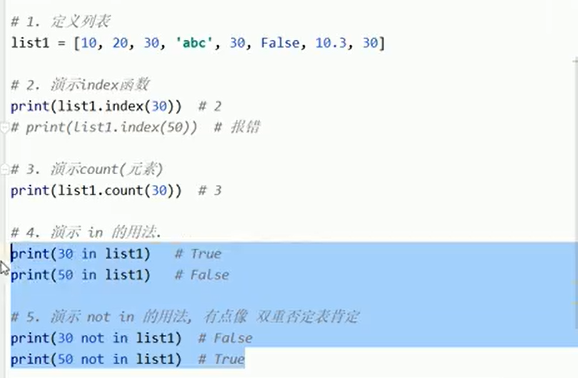 # 1. 定义列表
list1 = [10, 20, 30, 'abc', 30, False, 10.3, 30]
# 2. 演示index函数
print(list1.index(30))  # 2
# print(list1.index(50))  # 报错
# 3. 演示count(元素)
print(list1.count(30))  # 3
# 4. 演示 in 的用法.
print(30 in list1)   # True
print(50 in list1)   # False
# 5. 演示 not in 的用法, 有点像 双重否定表肯定
print(30 not in list1)  # False
print(50 not in list1)  # True